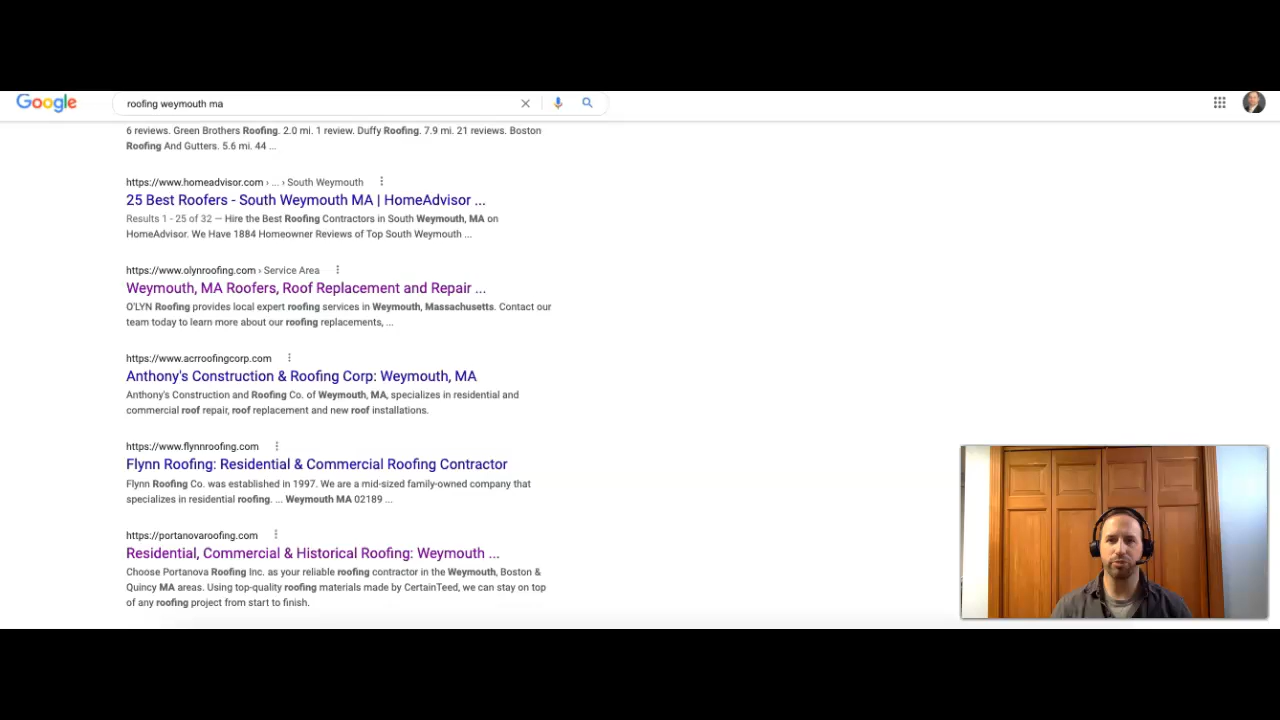 Google
roofing weymouth ma
6 reviews. Green Brothers Roofing. 2.0 mi. 1 review. Duffy Roofing. 7.9 mi. 21 reviews. Boston
Roofing And Gutters. 5.6 mi. 44 ...
https://www.homeadvisor.com › ... › South Weymouth
25 Best Roofers - South Weymouth MA | HomeAdvisor ...
Results 1 - 25 of 32 — Hire the Best Roofing Contractors in South Weymouth, MA on
HomeAdvisor. We Have 1884 Homeowner Reviews of Top South Weymouth ...
https://www.olynroofing.com › Service Area
Weymouth, MA Roofers, Roof Replacement and Repair ...
O'LYN Roofing provides local expert roofing services in Weymouth, Massachusetts. Contact our
team today to learn more about our roofing replacements, ...
https://www.acrroofingcorp.com
Anthony's Construction & Roofing Corp: Weymouth, MA
Anthony's Construction and Roofing Co. of Weymouth, MA, specializes in residential and
commercial roof repair, roof replacement and new roof installations.
https://www.flynnroofing.com
Flynn Roofing: Residential & Commercial Roofing Contractor
Flynn Roofing Co. was established in 1997. We are a mid-sized family-owned company that
specializes in residential roofing. ... Weymouth MA 02189 ...
https://portanovaroofing.com
Residential, Commercial & Historical Roofing: Weymouth ...
Choose Portanova Roofing Inc. as your reliable roofing contractor in the Weymouth, Boston &
Quincy MA areas. Using top-quality roofing materials made by CertainTeed, we can stay on top
of any roofing project from start to finish.